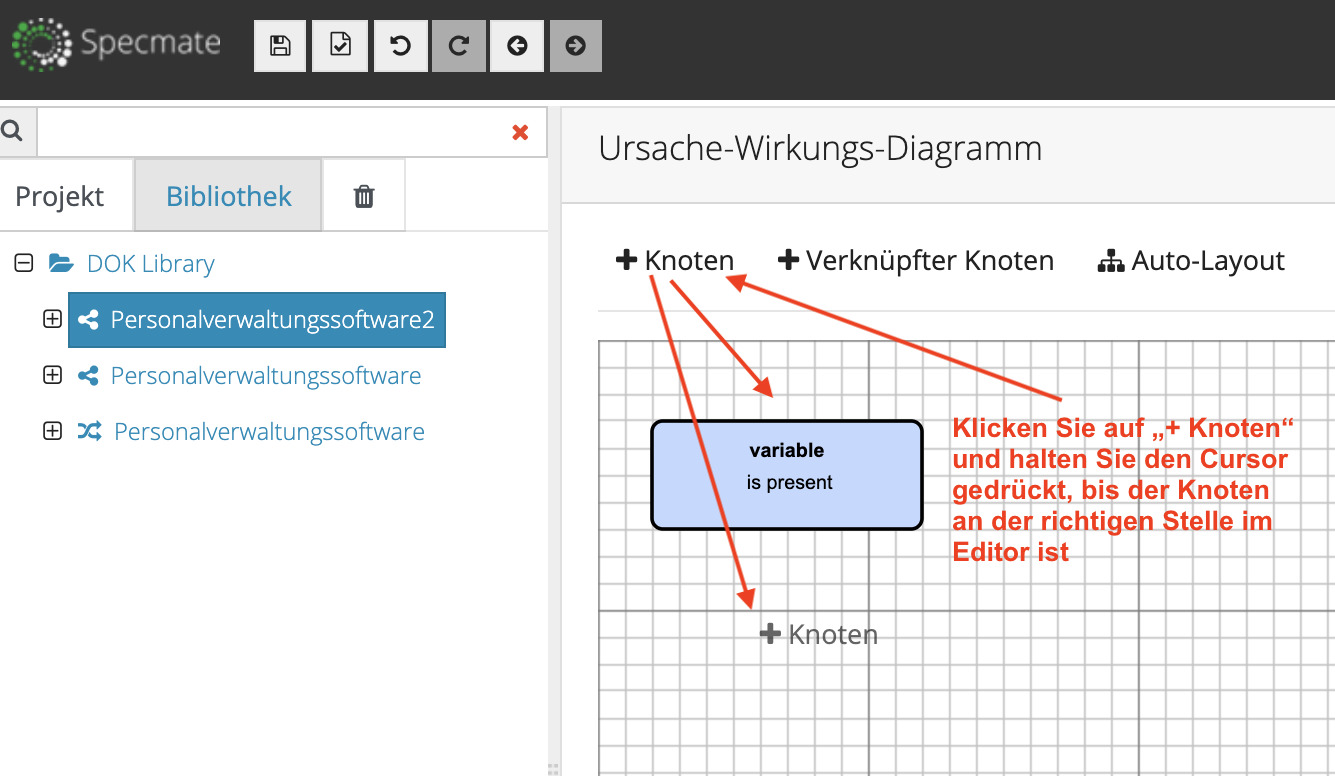 Specmate
Projekt
Bibliothek
DOK Library
Personalverwaltungssoftware2
Personalverwaltungssoftware
Personalverwaltungssoftware
Ursache-Wirkungs-Diagramm
Knoten
Verknüpfter Knoten
Auto-Layout
variable
is present
Klicken Sie auf „+ Knoten“
und halten Sie den Cursor
gedrückt, bis der Knoten
an der richtigen Stelle im
Editor ist
Knoten